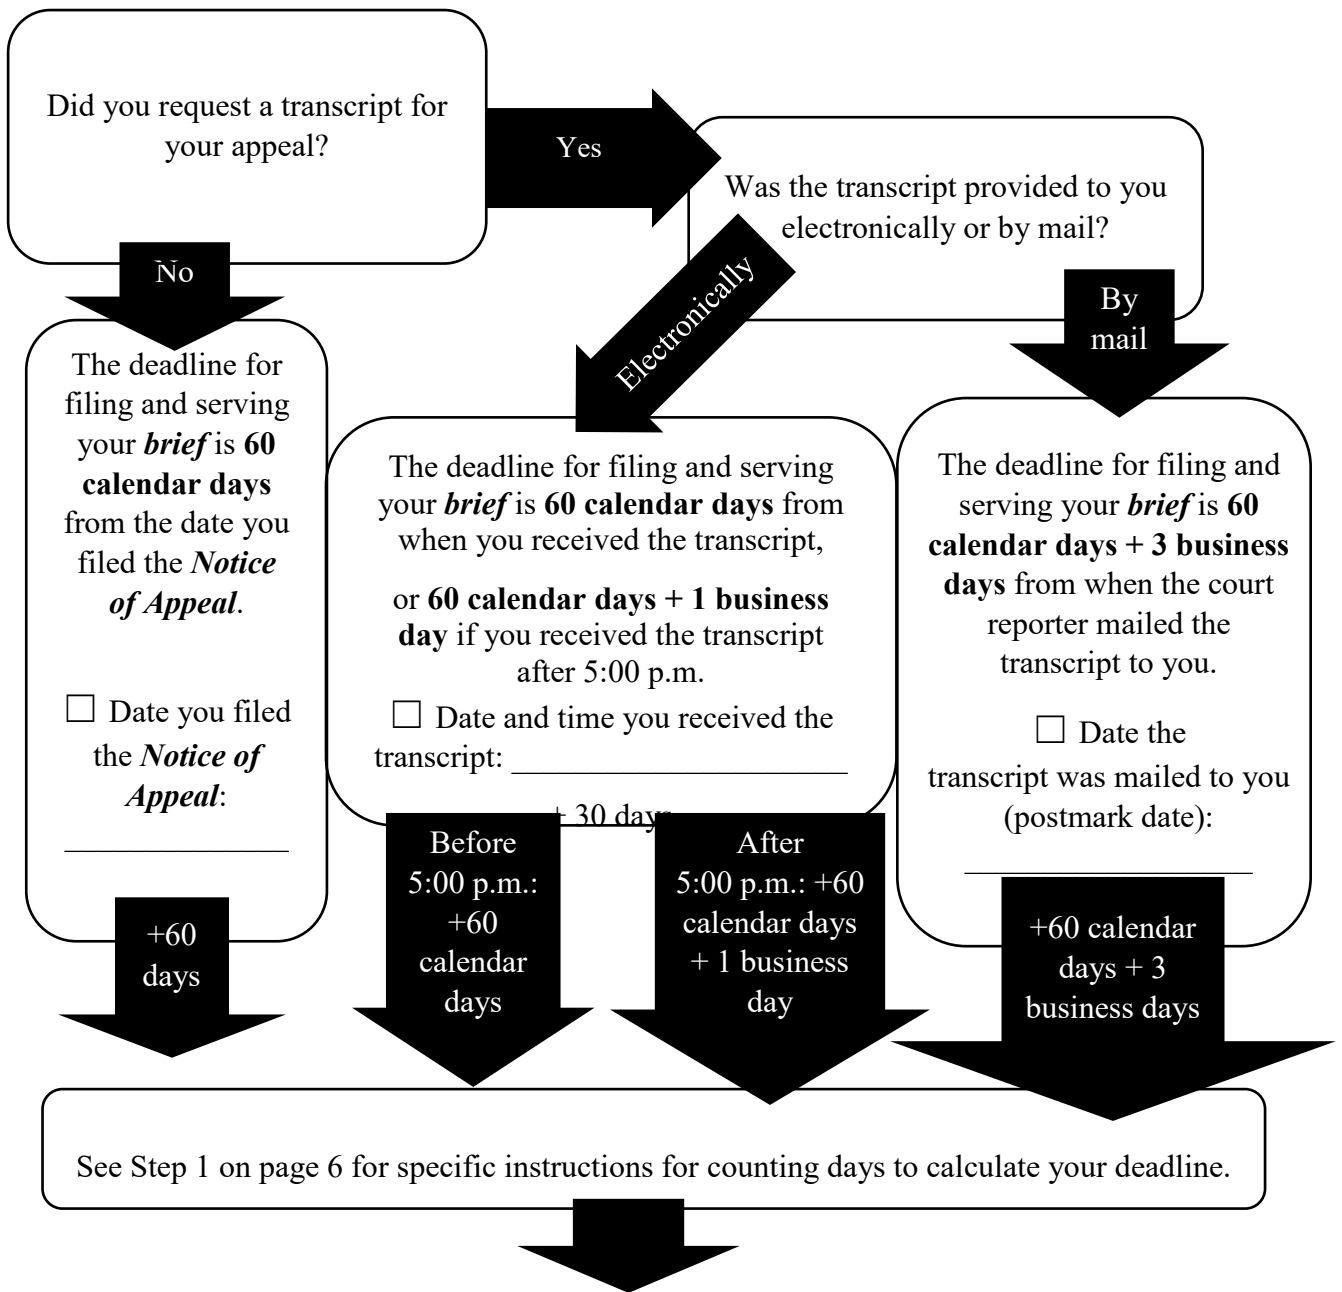 Did you request a transcript for
your appeal?
Yes
Was the transcript provided to you
electronically or by mail?
No
Electronically
By
mail
The deadline for
filing and serving
your brief is 60
calendar days
from the date you
filed the Notice
of Appeal.
☐ Date you filed
the Notice of
Appeal:
______________
+60
days
The deadline for filing and serving
your brief is 60 calendar days from
when you received the transcript,
or 60 calendar days + 1 business
day if you received the transcript
after 5:00 p.m.
☐ Date and time you received the
transcript: _____________________
+ 30 days
Before
5:00 p.m.:
+60
calendar
days
After
5:00 p.m.: +60
calendar days
+ 1 business
day
The deadline for filing and
serving your brief is 60
calendar days + 3 business
days from when the court
reporter mailed the
transcript to you.
☐ Date the
transcript was mailed to you
(postmark date):
__________________
+60 calendar
days + 3
business days
See Step 1 on page 6 for specific instructions for counting days to calculate your deadline.